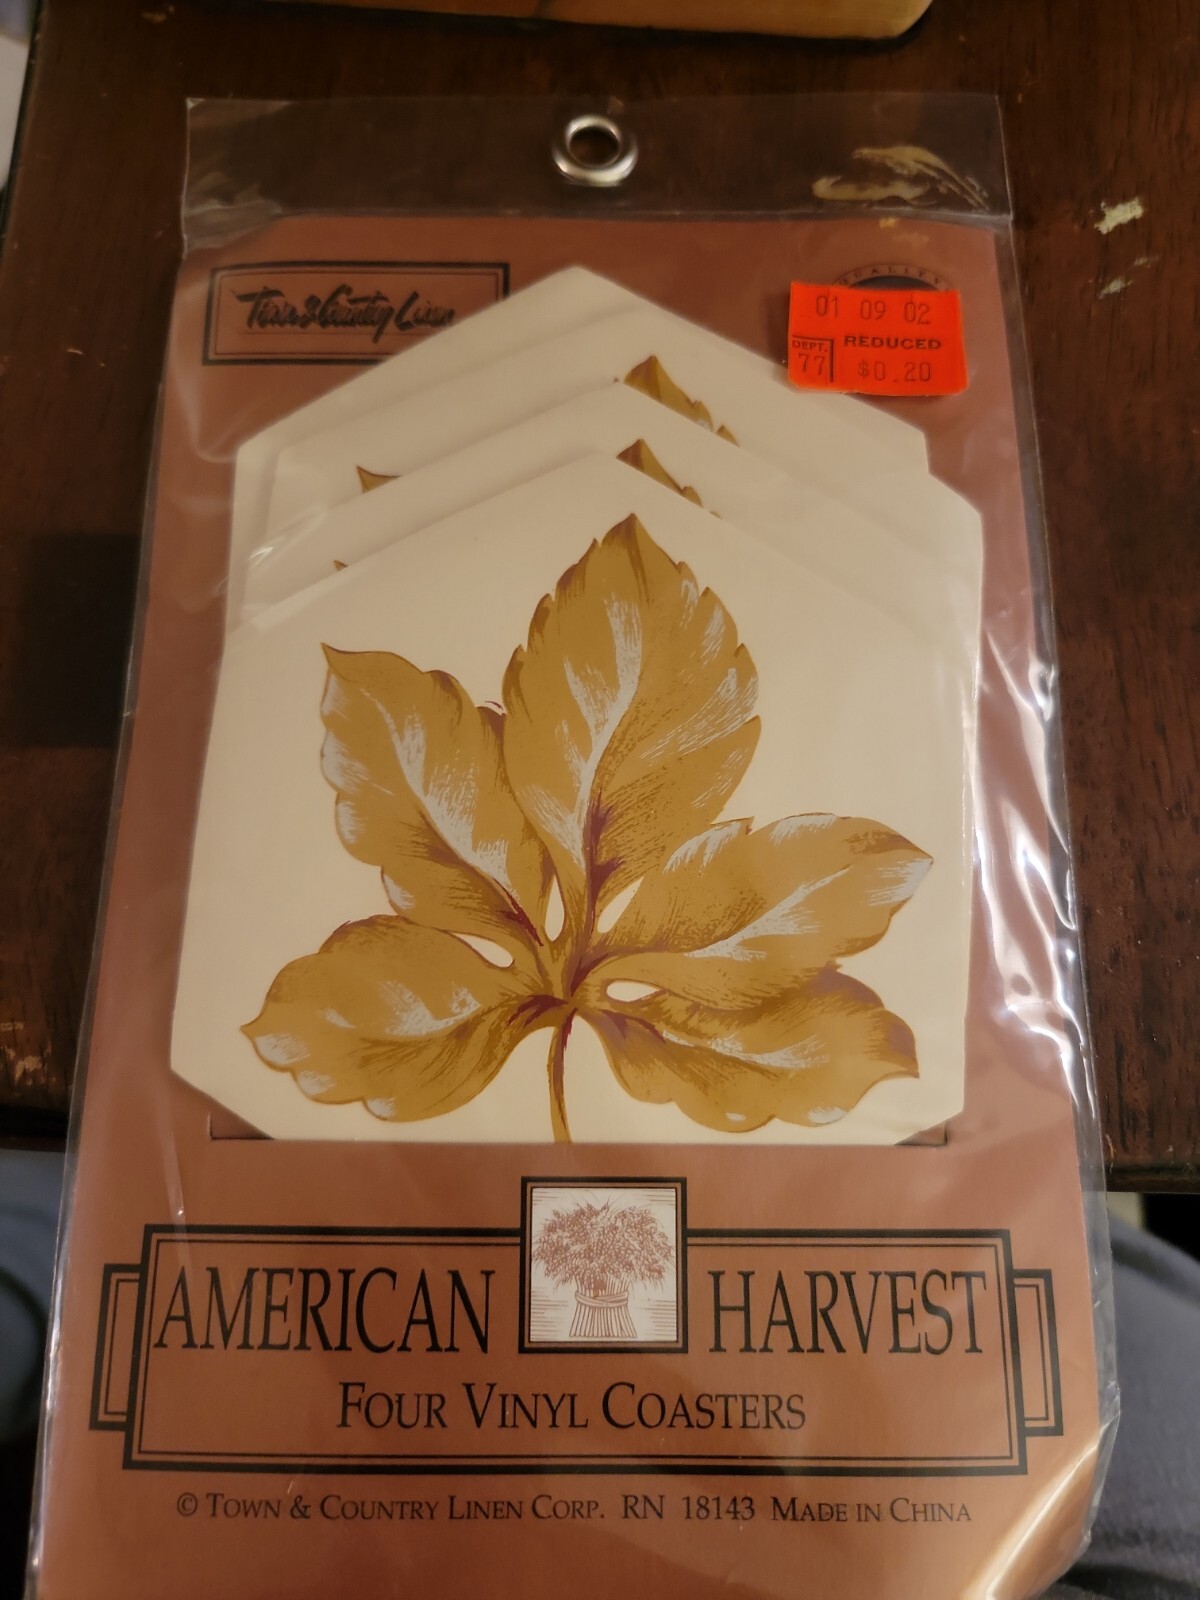 Town & Country Linen
QUALITY
01 09 02
DEPT. 77
REDUCED
$0.20
AMERICAN HARVEST
FOUR VINYL COASTERS
© TOWN & COUNTRY LINEN CORP. RN 18143 MADE IN CHINA